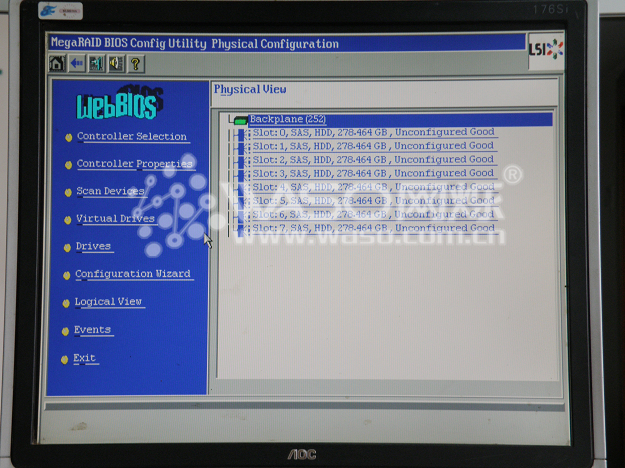 176Si
MegaRAID BIOS Config Utility Physical Configuration
LSI
Physical View
WebBIOS
Controller Selection
Controller Properties
Scan Devices
Virtual Drives
Drives
Configuration Wizard
Logical View
Events
Exit
Backplane (252)
Slot: 0, SAS, HDD, 278.464 GB , Unconfigured Good
Slot: 1, SAS, HDD, 278.464 GB , Unconfigured Good
Slot: 2, SAS, HDD, 278.464 GB , Unconfigured Good
Slot: 3, SAS, HDD, 278.464 GB , Unconfigured Good
Slot: 4, SAS, HDD, 278.464 GB , Unconfigured Good
Slot: 5, SAS, HDD, 278.464 GB , Unconfigured Good
Slot: 6, SAS, HDD, 278.464 GB , Unconfigured Good
Slot: 7, SAS, HDD, 278.464 GB , Unconfigured Good
®
www.waso.com.cn
AOC